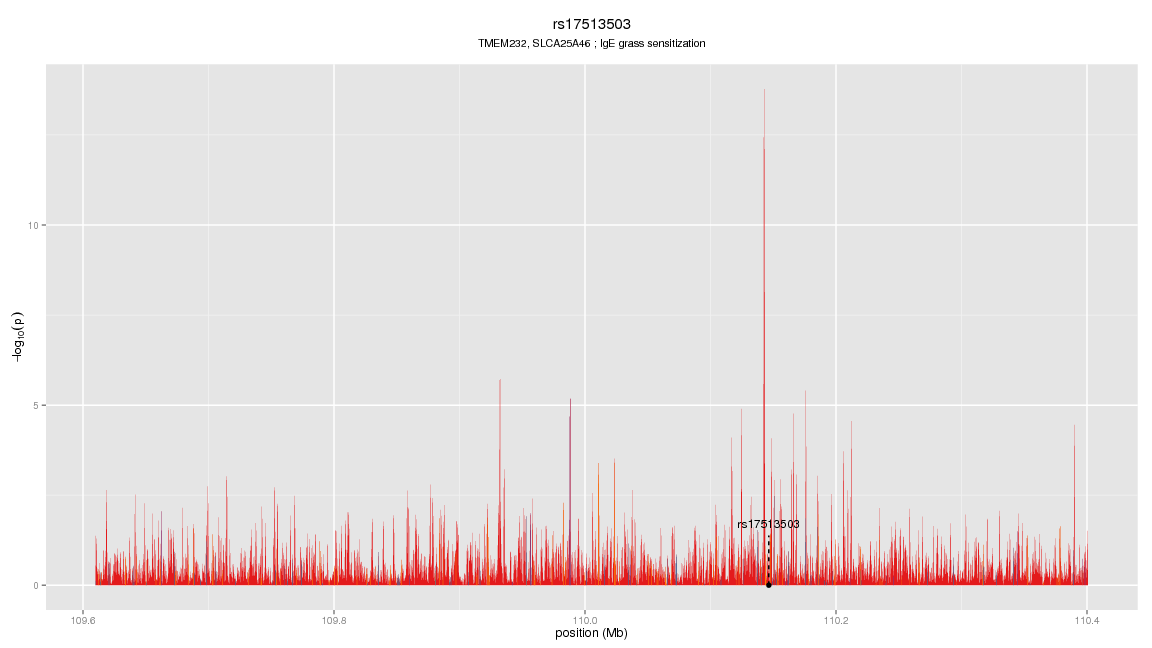 rs17513503
TMEM232, SLCA25A46 ; IgE grass sensitization
−log10(p)
10
5
0
rs17513503
109.6 109.8 110.0 110.2 110.4
position (Mb)